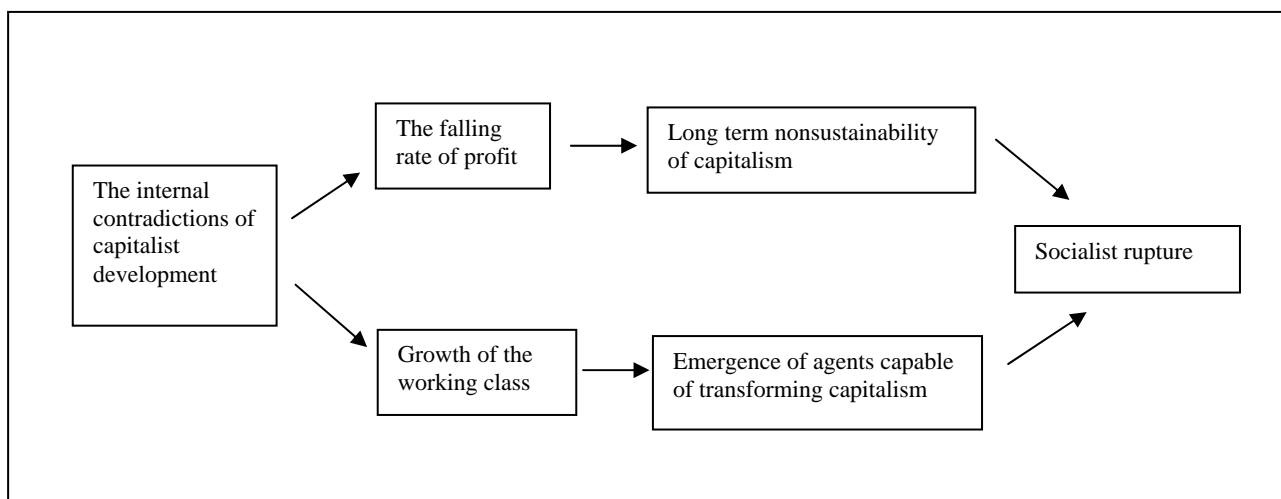 The internal
contradictions of
capitalist
development
The falling
rate of profit
Long term nonsustainability
of capitalism
Growth of the
working class
Emergence of agents capable
of transforming capitalism
Socialist rupture